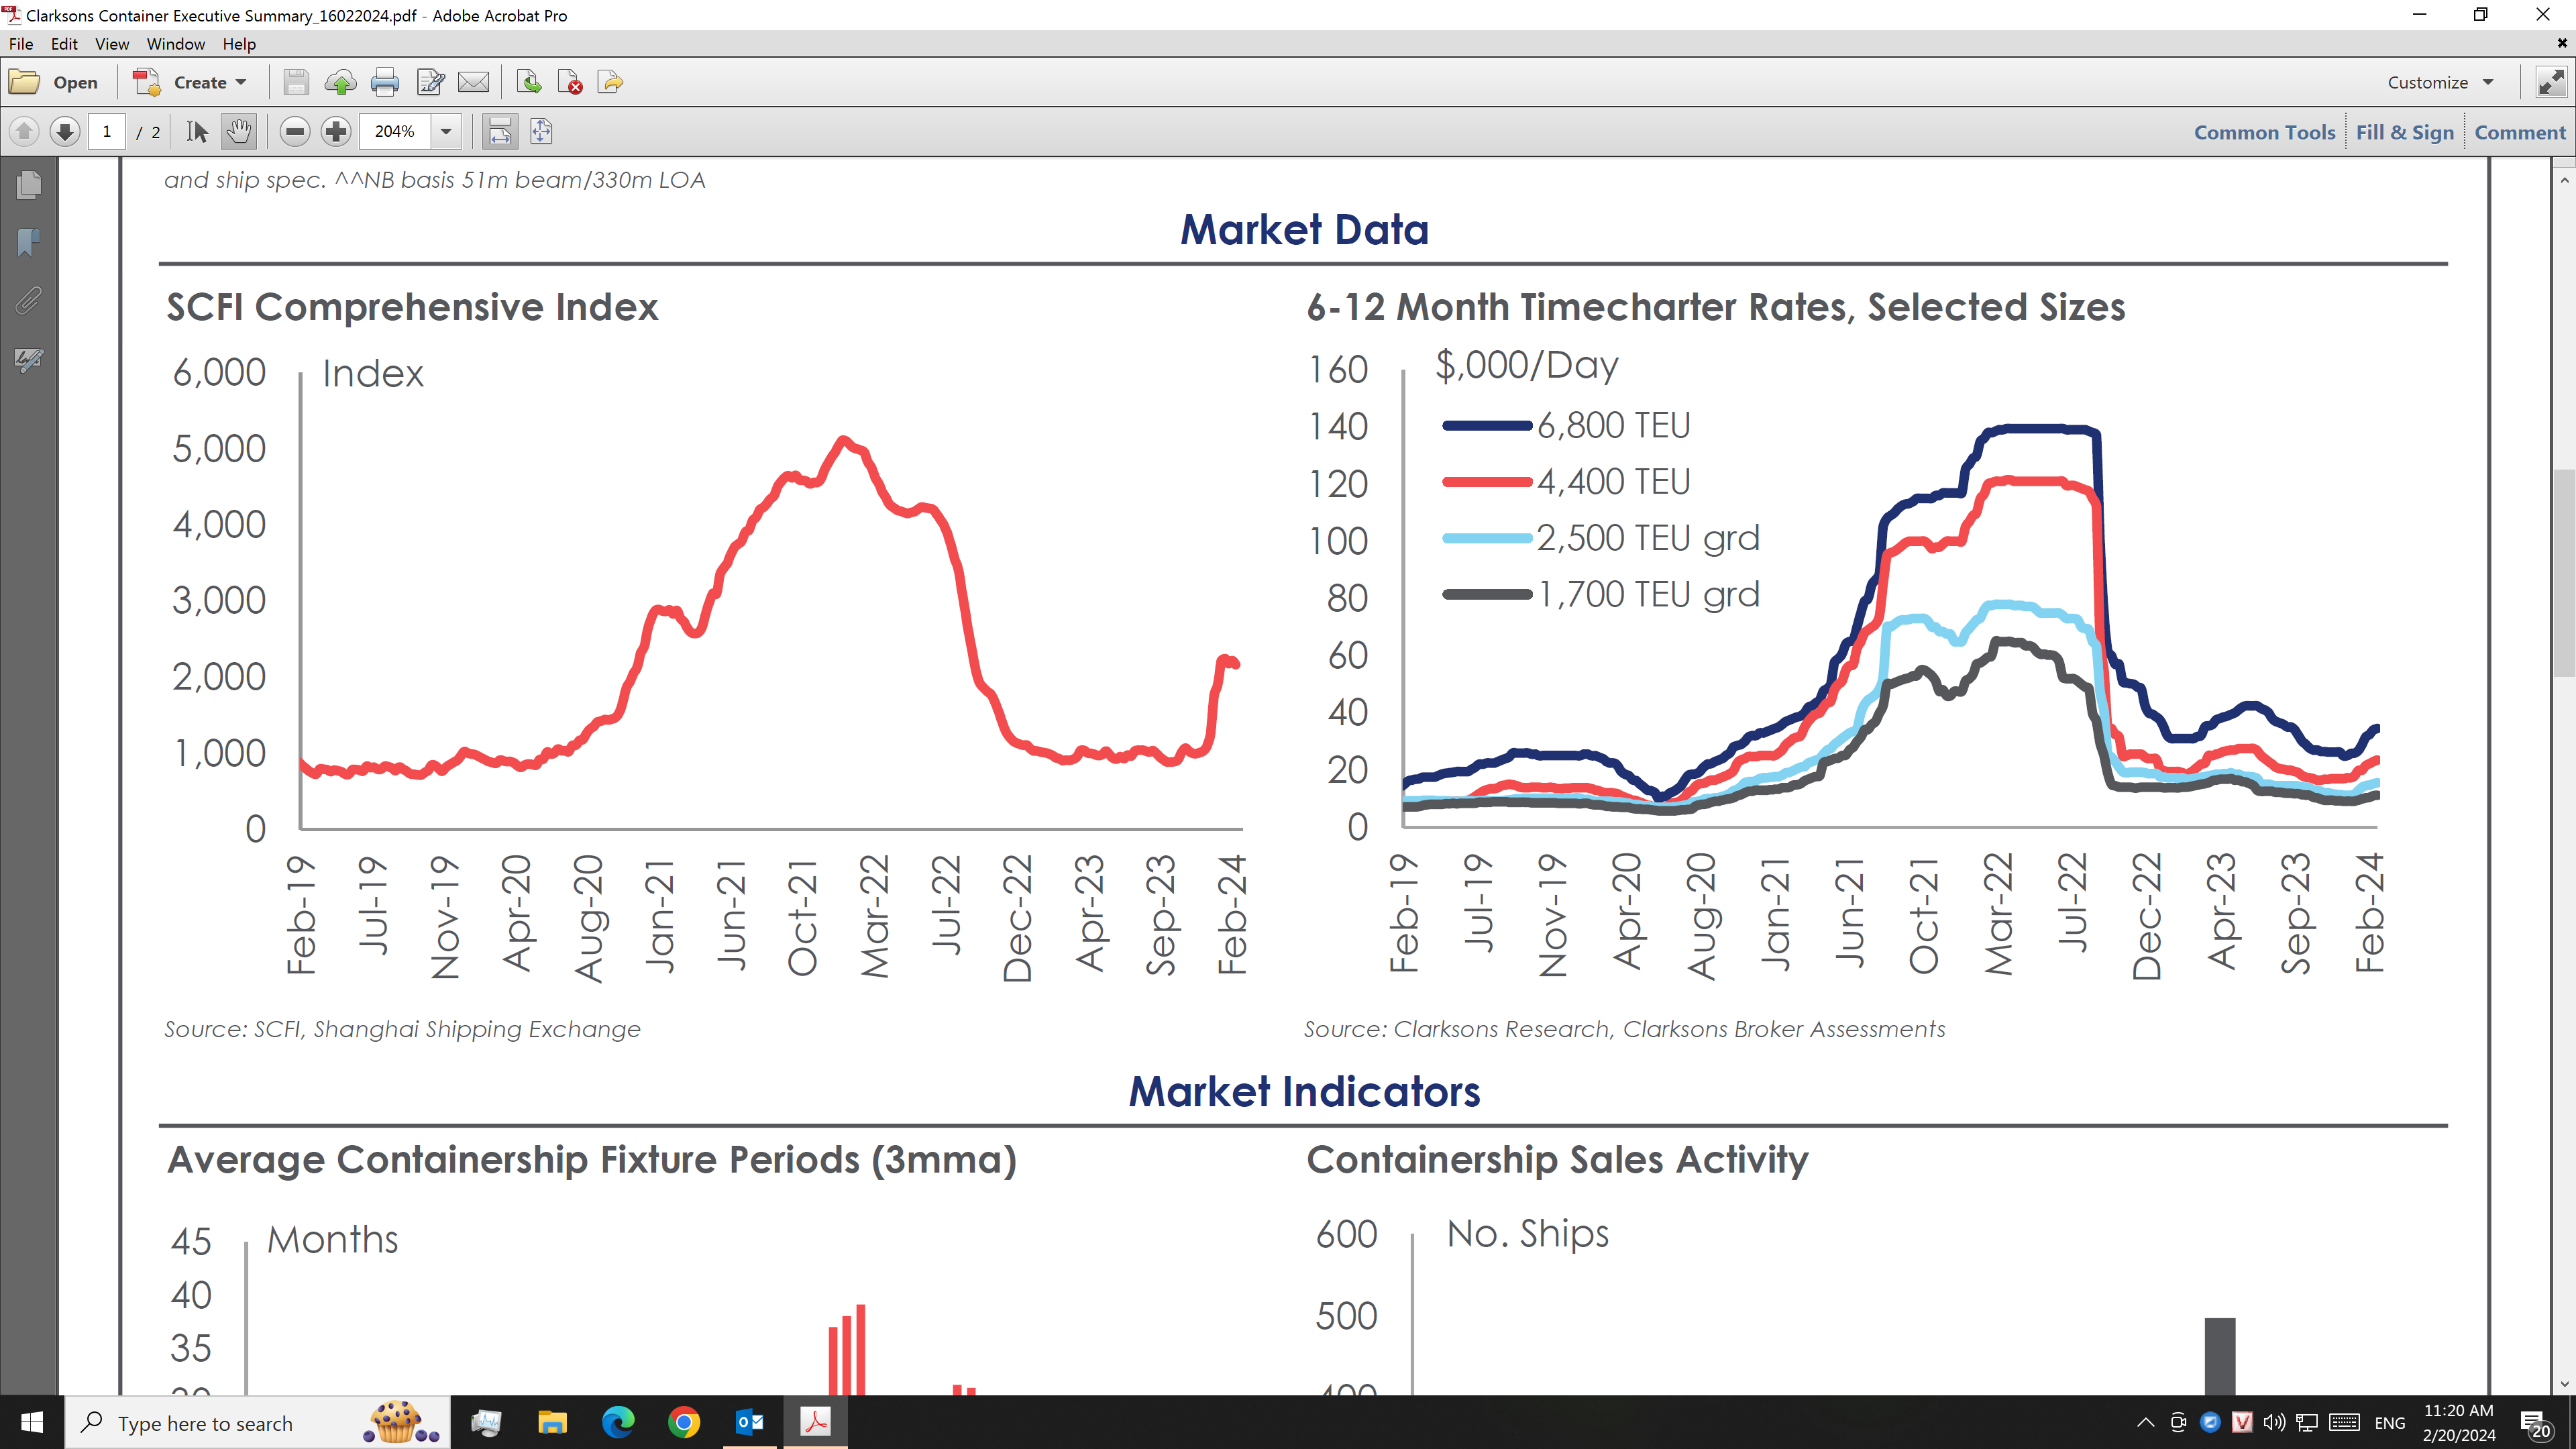 Clarksons Container Executive Summary_16022024.pdf - Adobe Acrobat Pro
File Edit View Window Help
Open Create Customize
1 / 2 204% Common Tools Fill & Sign Comment
and ship spec. ^^NB basis 51m beam/330m LOA
Market Data
SCFI Comprehensive Index
Index
6,000
5,000
4,000
3,000
2,000
1,000
0
Feb-19 Jul-19 Nov-19 Apr-20 Aug-20 Jan-21 Jun-21 Oct-21 Mar-22 Jul-22 Dec-22 Apr-23 Sep-23 Feb-24
Source: SCFI, Shanghai Shipping Exchange
6-12 Month Timecharter Rates, Selected Sizes
$,000/Day
160
140
120
100
80
60
40
20
0
6,800 TEU
4,400 TEU
2,500 TEU grd
1,700 TEU grd
Feb-19 Jul-19 Nov-19 Apr-20 Aug-20 Jan-21 Jun-21 Oct-21 Mar-22 Jul-22 Dec-22 Apr-23 Sep-23 Feb-24
Source: Clarksons Research, Clarksons Broker Assessments
Market Indicators
Average Containership Fixture Periods (3mma)
Months
45
40
35
Containership Sales Activity
No. Ships
600
500
400
Type here to search
ENG
11:20 AM
2/20/2024
20